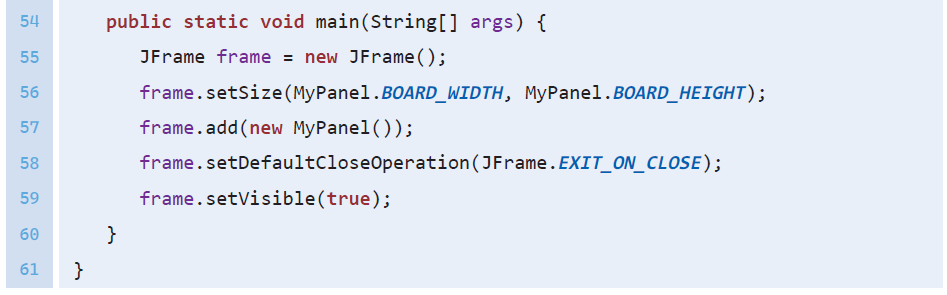 54 public static void main(String[] args) {
55 JFrame frame = new JFrame();
56 frame.setSize(MyPanel.BOARD_WIDTH, MyPanel.BOARD_HEIGHT);
57 frame.add(new MyPanel());
58 frame.setDefaultCloseOperation(JFrame.EXIT_ON_CLOSE);
59 frame.setVisible(true);
60 }
61 }